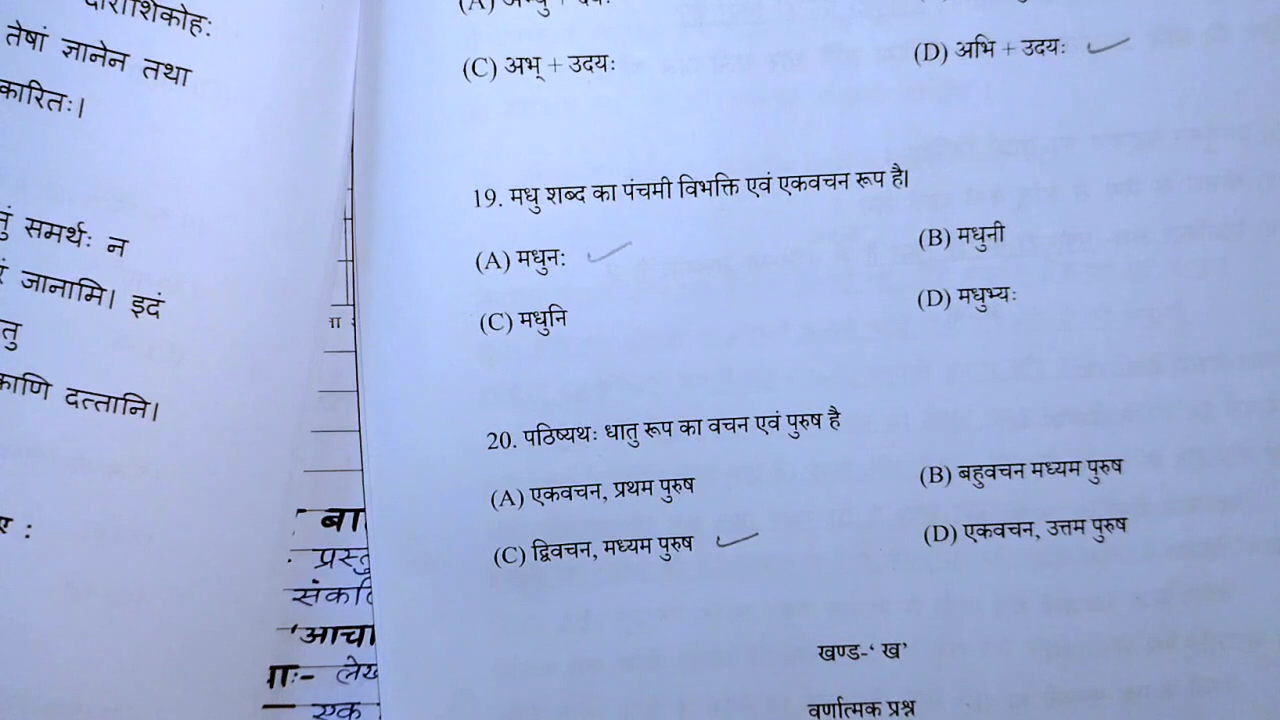 तेषां ज्ञानेन तथा
कारितः।
समर्थः न
जानामि। इदं
तु
दत्तानि।
(C) अभ् + उदयः
(D) अभि + उदयः
19. मधु शब्द का पंचमी विभक्ति एवं एकवचन रूप है।
(A) मधुन:
(B) मधुनी
(C) मधुनि
(D) मधुभ्यः
20. पठिष्यथः धातु रूप का वचन एवं पुरुष है
(A) एकवचन, प्रथम पुरुष
(B) बहुवचन मध्यम पुरुष
(C) द्विवचन, मध्यम पुरुष
(D) एकवचन, उत्तम पुरुष
खण्ड-‘ ख’
वर्णात्मक प्रश्न
बा
प्रस्तु
'आचा
एक